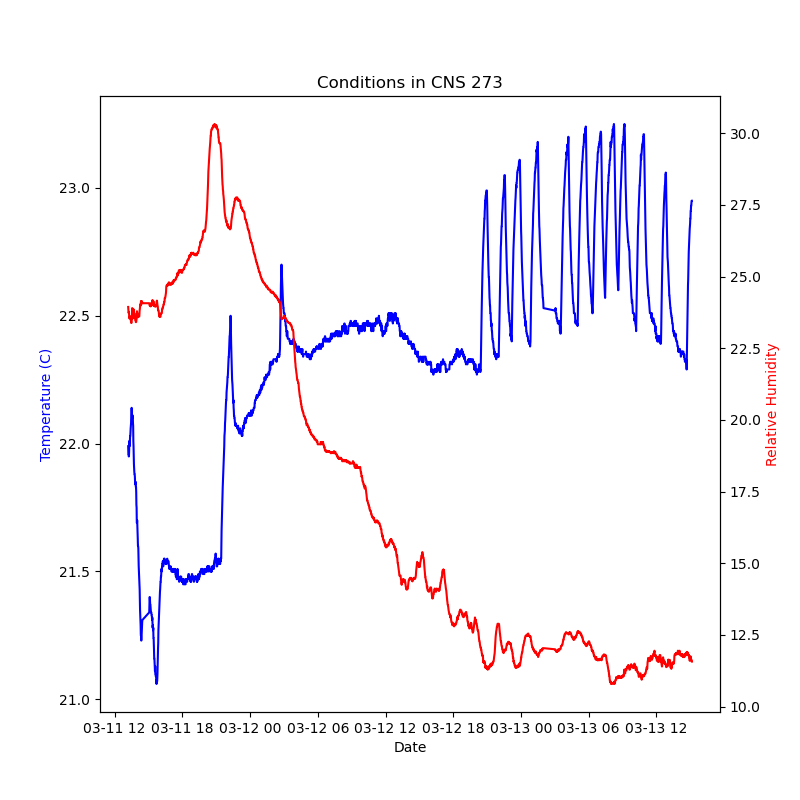 Conditions in CNS 273
Temperature (C)
23.0
22.5
22.0
21.5
21.0
30.0
27.5
25.0
22.5
20.0
17.5
15.0
12.5
10.0
Relative Humidity
03-11 12 03-11 18 03-12 00 03-12 06 03-12 12 03-12 18 03-13 00 03-13 06 03-13 12
Date